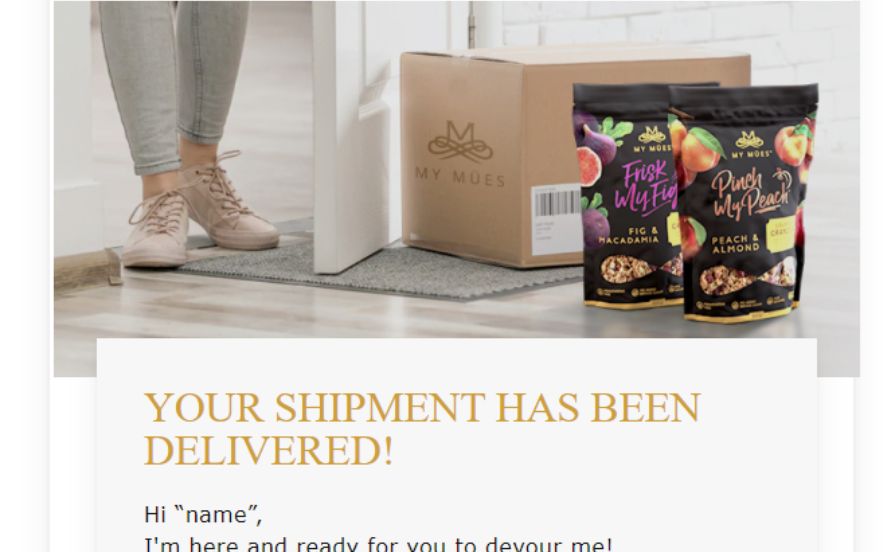 MY MÜES
MY MÜES
Frisk
My Fig
FIG &
MACADAMIA
MY MÜES
Pinch
My Peach
PEACH &
ALMOND
YOUR SHIPMENT HAS BEEN
DELIVERED!
Hi “name”,
I'm here and ready for you to devour me!